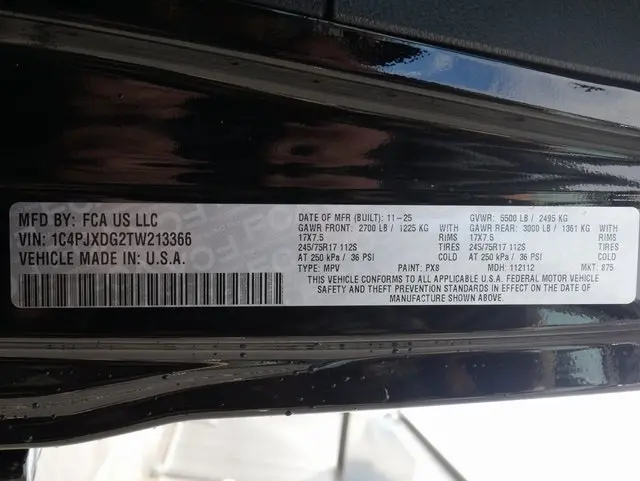 MFD BY: FCA US LLC
VIN: 1C4PJXDG2TW213366
VEHICLE MADE IN: U.S.A.
DATE OF MFR (BUILT): 11-25 GVWR: 5500 LB / 2495 KG
GAWR FRONT: 2700 LB / 1225 KG WITH GAWR REAR: 3000 LB / 1361 KG WITH
17X7.5 RIMS 17X7.5 RIMS
245/75R17 112S TIRES 245/75R17 112S TIRES
AT 250 kPa / 36 PSI COLD AT 250 kPa / 36 PSI COLD
TYPE: MPV PAINT: PX8 MDH: 112112 MKT: 875
THIS VEHICLE CONFORMS TO ALL APPLICABLE U.S.A. FEDERAL MOTOR VEHICLE
SAFETY AND THEFT PREVENTION STANDARDS IN EFFECT ON THE DATE OF
MANUFACTURE SHOWN ABOVE.